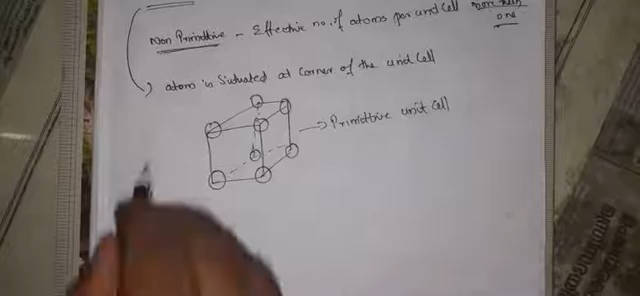 Non Primitive - Effective no. of atoms per unit cell more than one
atom is situated at corner of the unit cell
→ Primitive unit cell